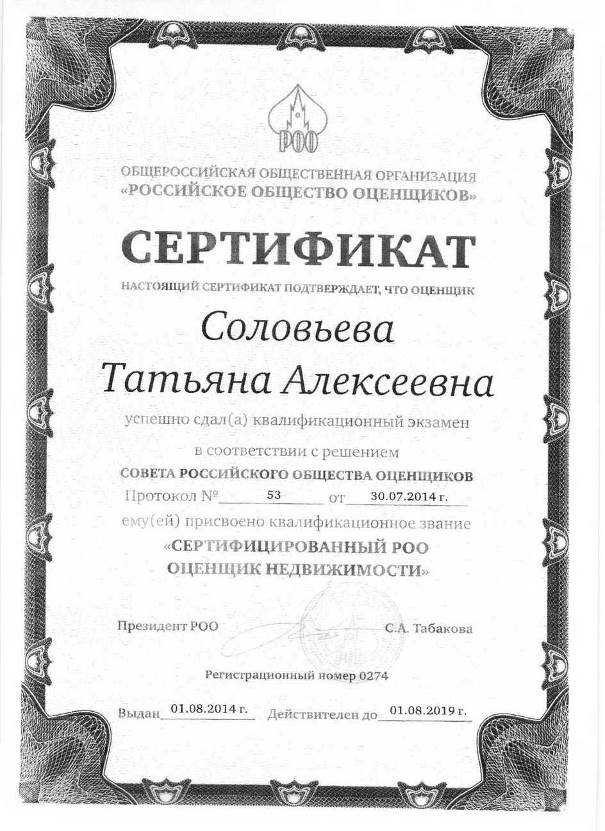 РОО
ОБЩЕРОССИЙСКАЯ ОБЩЕСТВЕННАЯ ОРГАНИЗАЦИЯ
«РОССИЙСКОЕ ОБЩЕСТВО ОЦЕНЩИКОВ»
СЕРТИФИКАТ
НАСТОЯЩИЙ СЕРТИФИКАТ ПОДТВЕРЖДАЕТ, ЧТО ОЦЕНЩИК
Соловьева
Татьяна Алексеевна
успешно сдал(а) квалификационный экзамен
в соответствии с решением
СОВЕТА РОССИЙСКОГО ОБЩЕСТВА ОЦЕНЩИКОВ
Протокол № 53 от 30.07.2014 г.
ему(ей) присвоено квалификационное звание
«СЕРТИФИЦИРОВАННЫЙ РОО
ОЦЕНЩИК НЕДВИЖИМОСТИ»
Президент РОО С.А. Табакова
Регистрационный номер 0274
Выдан 01.08.2014 г. Действителен до 01.08.2019 г.